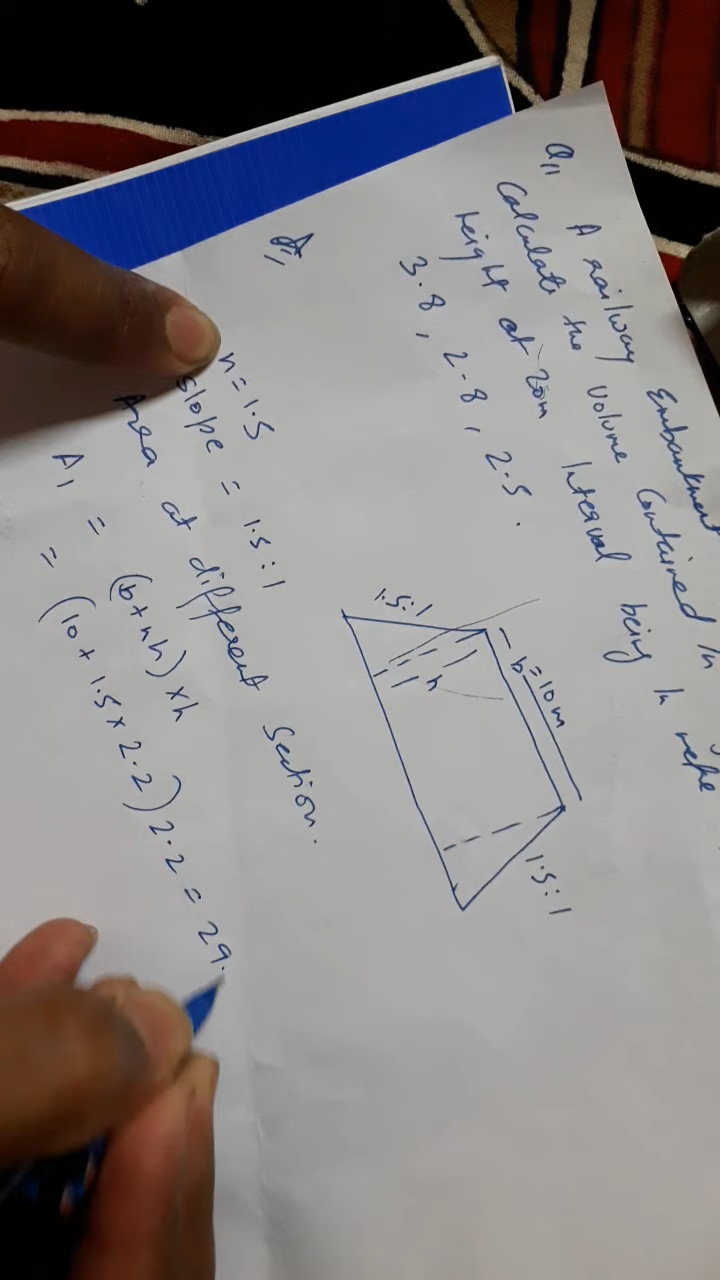 Q11 A railway Embankment
Calculate the volume Contained in
height at 20m Interval being in
3.8, 2.8, 2.5.
b=10m
1.5:1
h
1.5:1
A1
n=1.5
slope = 1.5:1
Area at different Section.
A1 = (b+nh)×h
= (10+1.5×2.2)2.2 = 29.